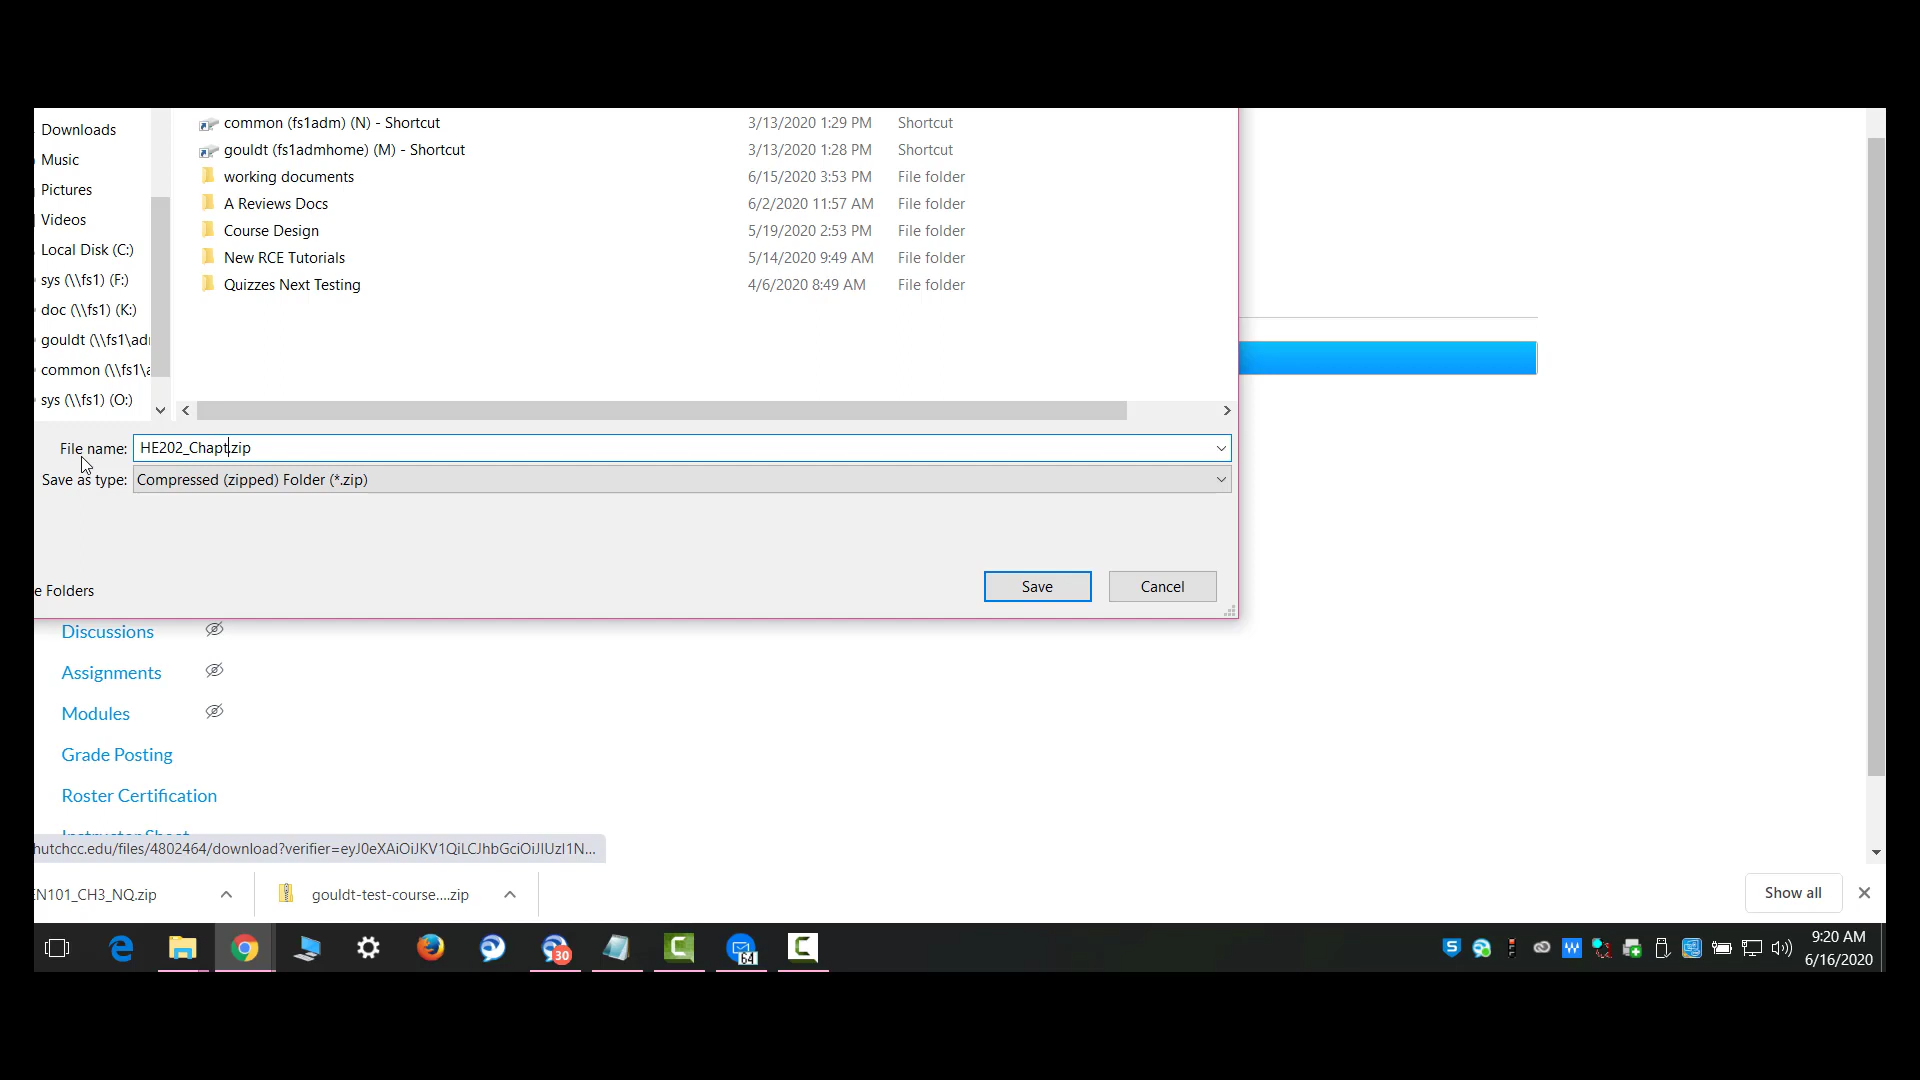 Downloads
Music
Pictures
Videos
Local Disk (C:)
sys (\\fs1) (F:)
doc (\\fs1) (K:)
gouldt (\\fs1\adı
common (\\fs1\a
sys (\\fs1) (O:)
common (fs1adm) (N) - Shortcut 3/13/2020 1:29 PM Shortcut
gouldt (fs1admhome) (M) - Shortcut 3/13/2020 1:28 PM Shortcut
working documents 6/15/2020 3:53 PM File folder
A Reviews Docs 6/2/2020 11:57 AM File folder
Course Design 5/19/2020 2:53 PM File folder
New RCE Tutorials 5/14/2020 9:49 AM File folder
Quizzes Next Testing 4/6/2020 8:49 AM File folder
File name: HE202_Chapt.zip
Save as type: Compressed (zipped) Folder (*.zip)
e Folders
Save Cancel
Discussions
Assignments
Modules
Grade Posting
Roster Certification
Instructor Sheet
hutchcc.edu/files/4802464/download?verifier=eyJ0eXAiOiJKV1QiLCJhbGciOiJIUzI1N...
EN101_CH3_NQ.zip
gouldt-test-course....zip
Show all
30
64
9:20 AM
6/16/2020